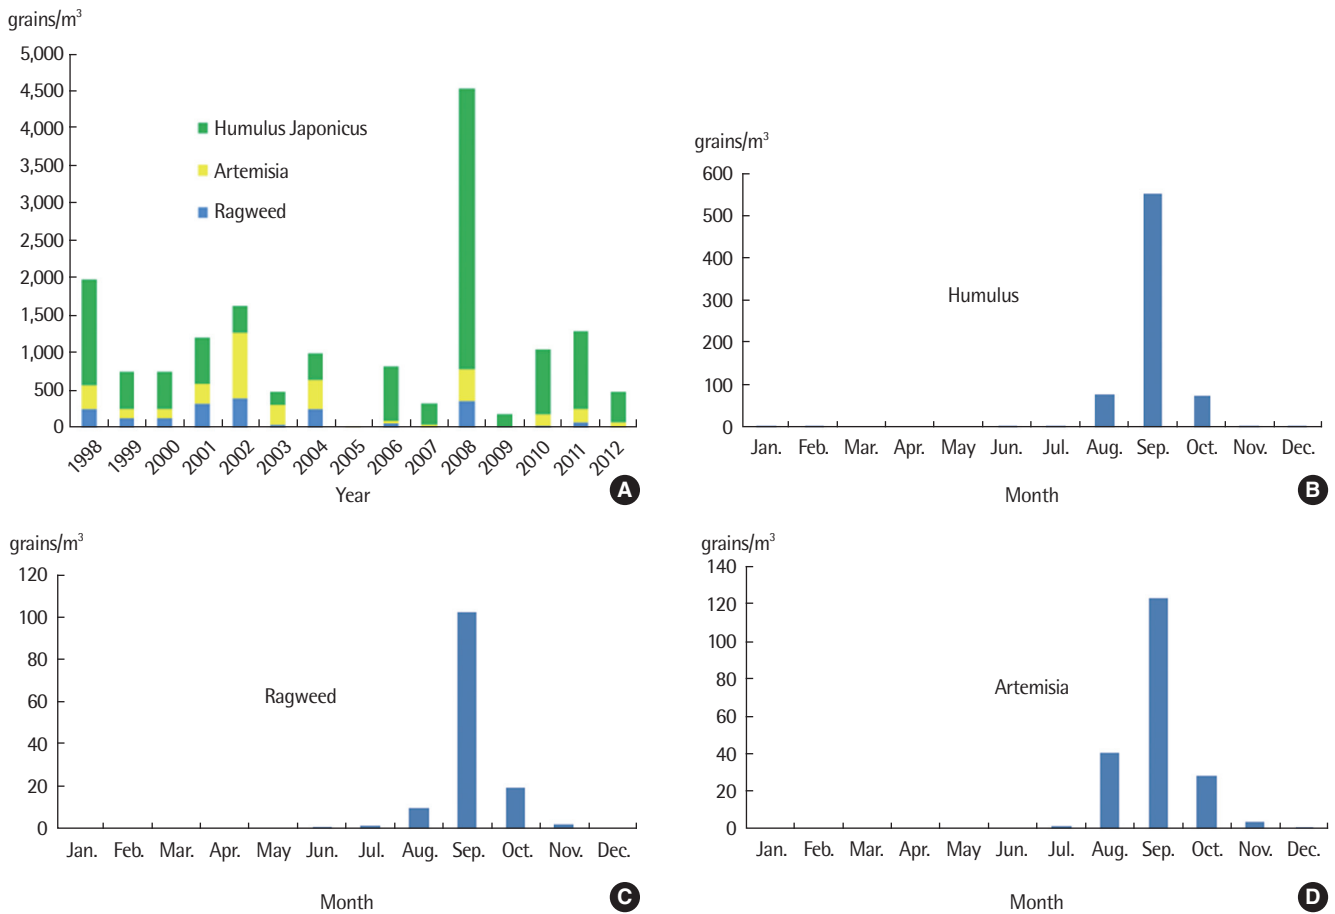 grains/m³
5,000
4,500
4,000
3,500
3,000
2,500
2,000
1,500
1,000
500
0
Humulus Japonicus
Artemisia
Ragweed
1998 1999 2000 2001 2002 2003 2004 2005 2006 2007 2008 2009 2010 2011 2012
Year
A
grains/m³
600
500
400
300
200
100
0
Humulus
Jan. Feb. Mar. Apr. May Jun. Jul. Aug. Sep. Oct. Nov. Dec.
Month
B
grains/m³
120
100
80
60
40
20
0
Ragweed
Jan. Feb. Mar. Apr. May Jun. Jul. Aug. Sep. Oct. Nov. Dec.
Month
C
grains/m³
140
120
100
80
60
40
20
0
Artemisia
Jan. Feb. Mar. Apr. May Jun. Jul. Aug. Sep. Oct. Nov. Dec.
Month
D